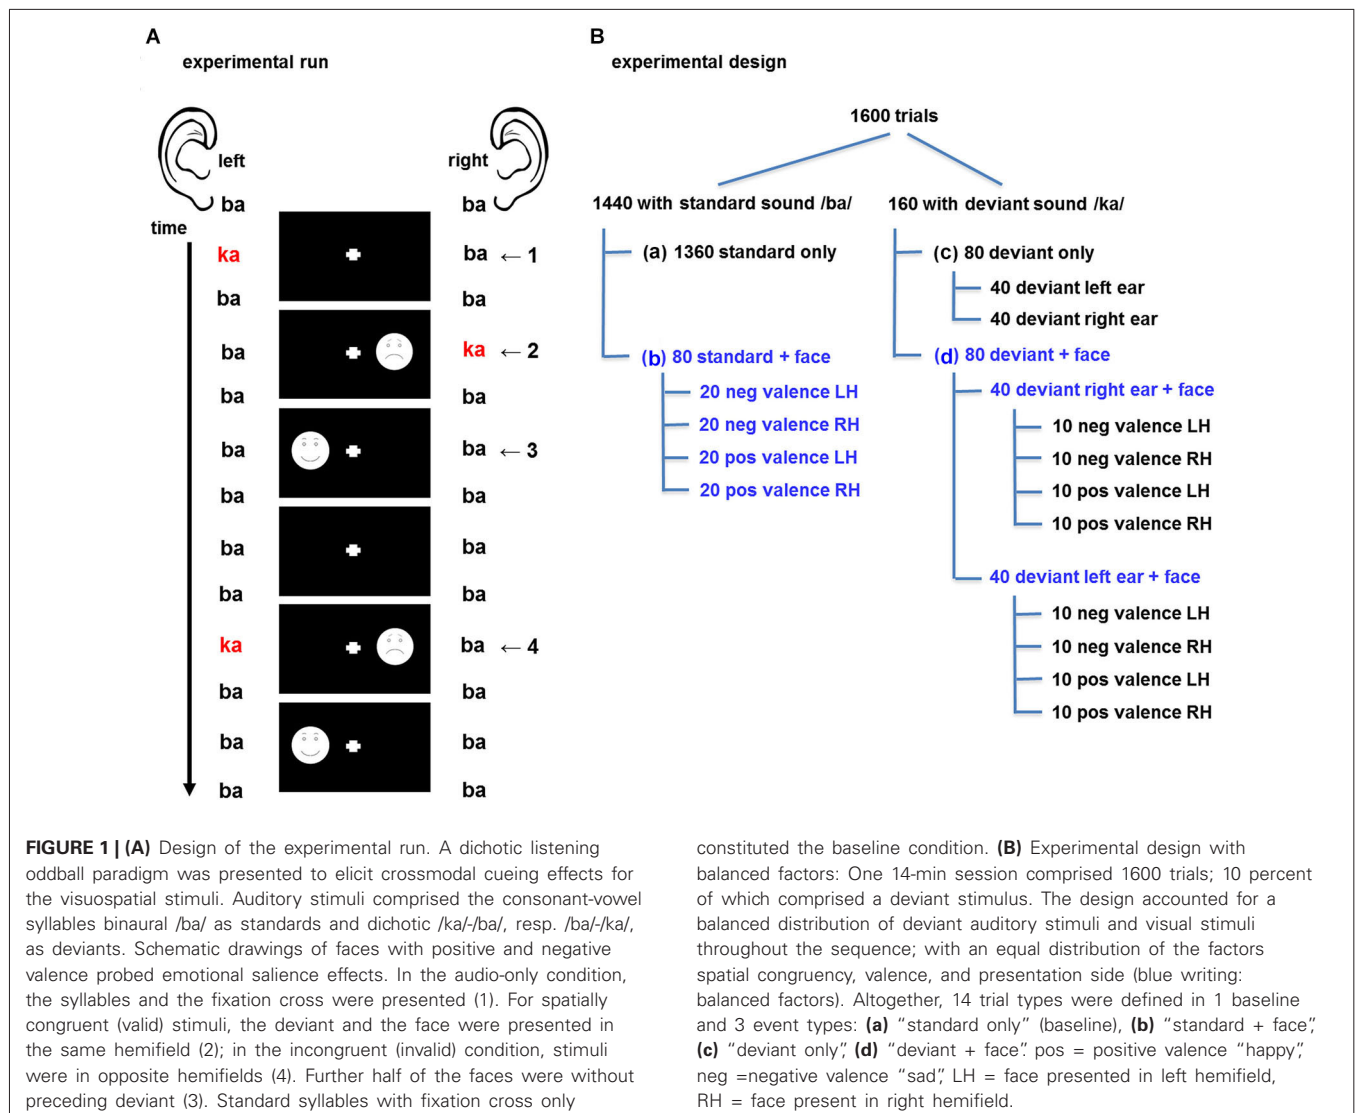 A
experimental run
left
right
ba
ba
time
ka
ba ← 1
ba
ba
ba
ka ← 2
ba
ba
ba
ba ← 3
ba
ba
ba
ba
ba
ba
ka
ba ← 4
ba
ba
ba
ba
ba
ba
B
experimental design
1600 trials
1440 with standard sound /ba/
160 with deviant sound /ka/
(a) 1360 standard only
(c) 80 deviant only
40 deviant left ear
40 deviant right ear
(b) 80 standard + face
(d) 80 deviant + face
20 neg valence LH
20 neg valence RH
20 pos valence LH
20 pos valence RH
40 deviant right ear + face
10 neg valence LH
10 neg valence RH
10 pos valence LH
10 pos valence RH
40 deviant left ear + face
10 neg valence LH
10 neg valence RH
10 pos valence LH
10 pos valence RH
FIGURE 1 | (A) Design of the experimental run. A dichotic listening
oddball paradigm was presented to elicit crossmodal cueing effects for
the visuospatial stimuli. Auditory stimuli comprised the consonant-vowel
syllables binaural /ba/ as standards and dichotic /ka/-/ba/, resp. /ba/-/ka/,
as deviants. Schematic drawings of faces with positive and negative
valence probed emotional salience effects. In the audio-only condition,
the syllables and the fixation cross were presented (1). For spatially
congruent (valid) stimuli, the deviant and the face were presented in
the same hemifield (2); in the incongruent (invalid) condition, stimuli
were in opposite hemifields (4). Further half of the faces were without
preceding deviant (3). Standard syllables with fixation cross only
constituted the baseline condition. (B) Experimental design with
balanced factors: One 14-min session comprised 1600 trials; 10 percent
of which comprised a deviant stimulus. The design accounted for a
balanced distribution of deviant auditory stimuli and visual stimuli
throughout the sequence; with an equal distribution of the factors
spatial congruency, valence, and presentation side (blue writing:
balanced factors). Altogether, 14 trial types were defined in 1 baseline
and 3 event types: (a) “standard only” (baseline), (b) “standard + face”,
(c) “deviant only”, (d) “deviant + face”. pos = positive valence “happy”,
neg =negative valence “sad”, LH = face presented in left hemifield,
RH = face present in right hemifield.